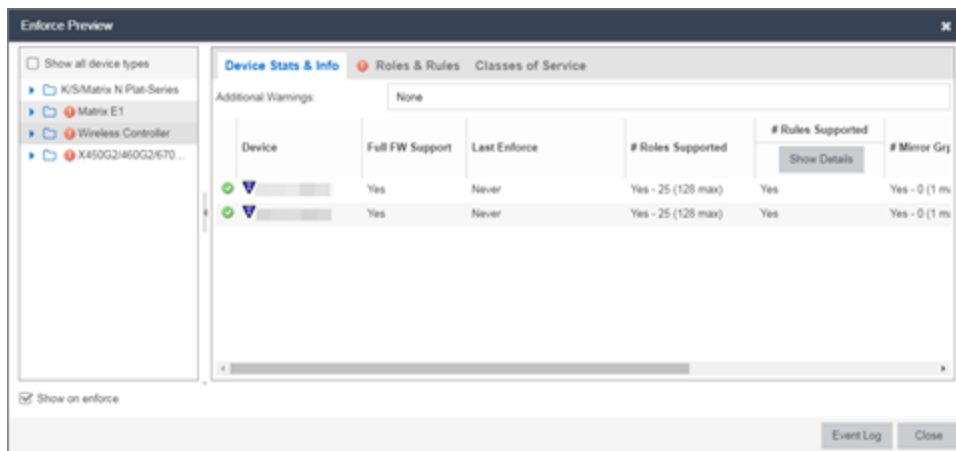 Enforce Preview
Show all device types
K/S/Matrix N Plat-Series
Matrix E1
Wireless Controller
X450G2/460G2/670...
Device Stats & Info
Roles & Rules
Classes of Service
Additional Warnings:
None
Device
Full FW Support
Last Enforce
# Roles Supported
# Rules Supported
Show Details
# Mirror Grp
Yes
Never
Yes - 25 (128 max)
Yes
Yes - 0 (1 ma
Yes
Never
Yes - 25 (128 max)
Yes
Yes - 0 (1 ma
Show on enforce
Event Log
Close